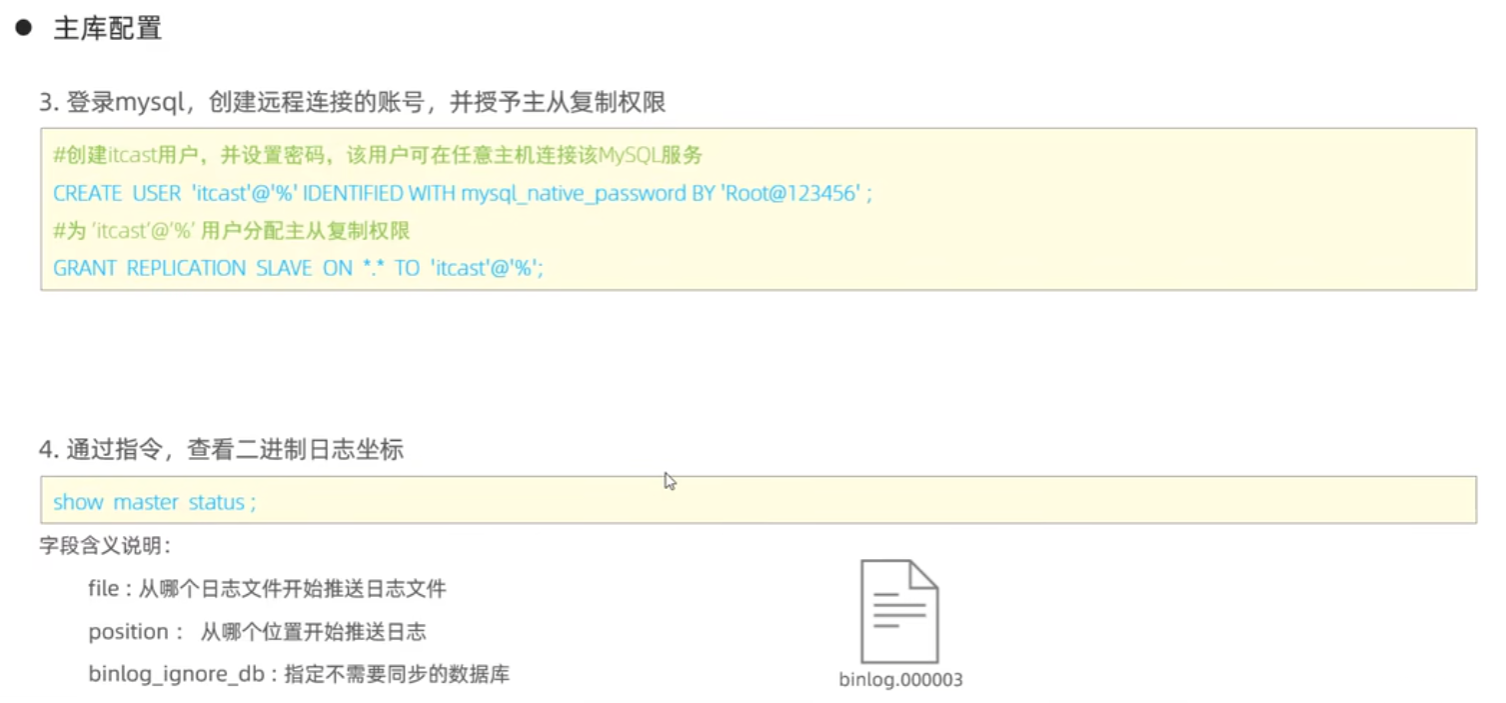 ● 主库配置
3. 登录mysql，创建远程连接的账号，并授予主从复制权限
#创建itcast用户，并设置密码，该用户可在任意主机连接该MySQL服务
CREATE USER 'itcast'@'%' IDENTIFIED WITH mysql_native_password BY 'Root@123456' ;
#为 'itcast'@'%' 用户分配主从复制权限
GRANT REPLICATION SLAVE ON *.* TO 'itcast'@'%';
4. 通过指令，查看二进制日志坐标
show master status ;
字段含义说明：
file : 从哪个日志文件开始推送日志文件
position ： 从哪个位置开始推送日志
binlog_ignore_db : 指定不需要同步的数据库
binlog.000003